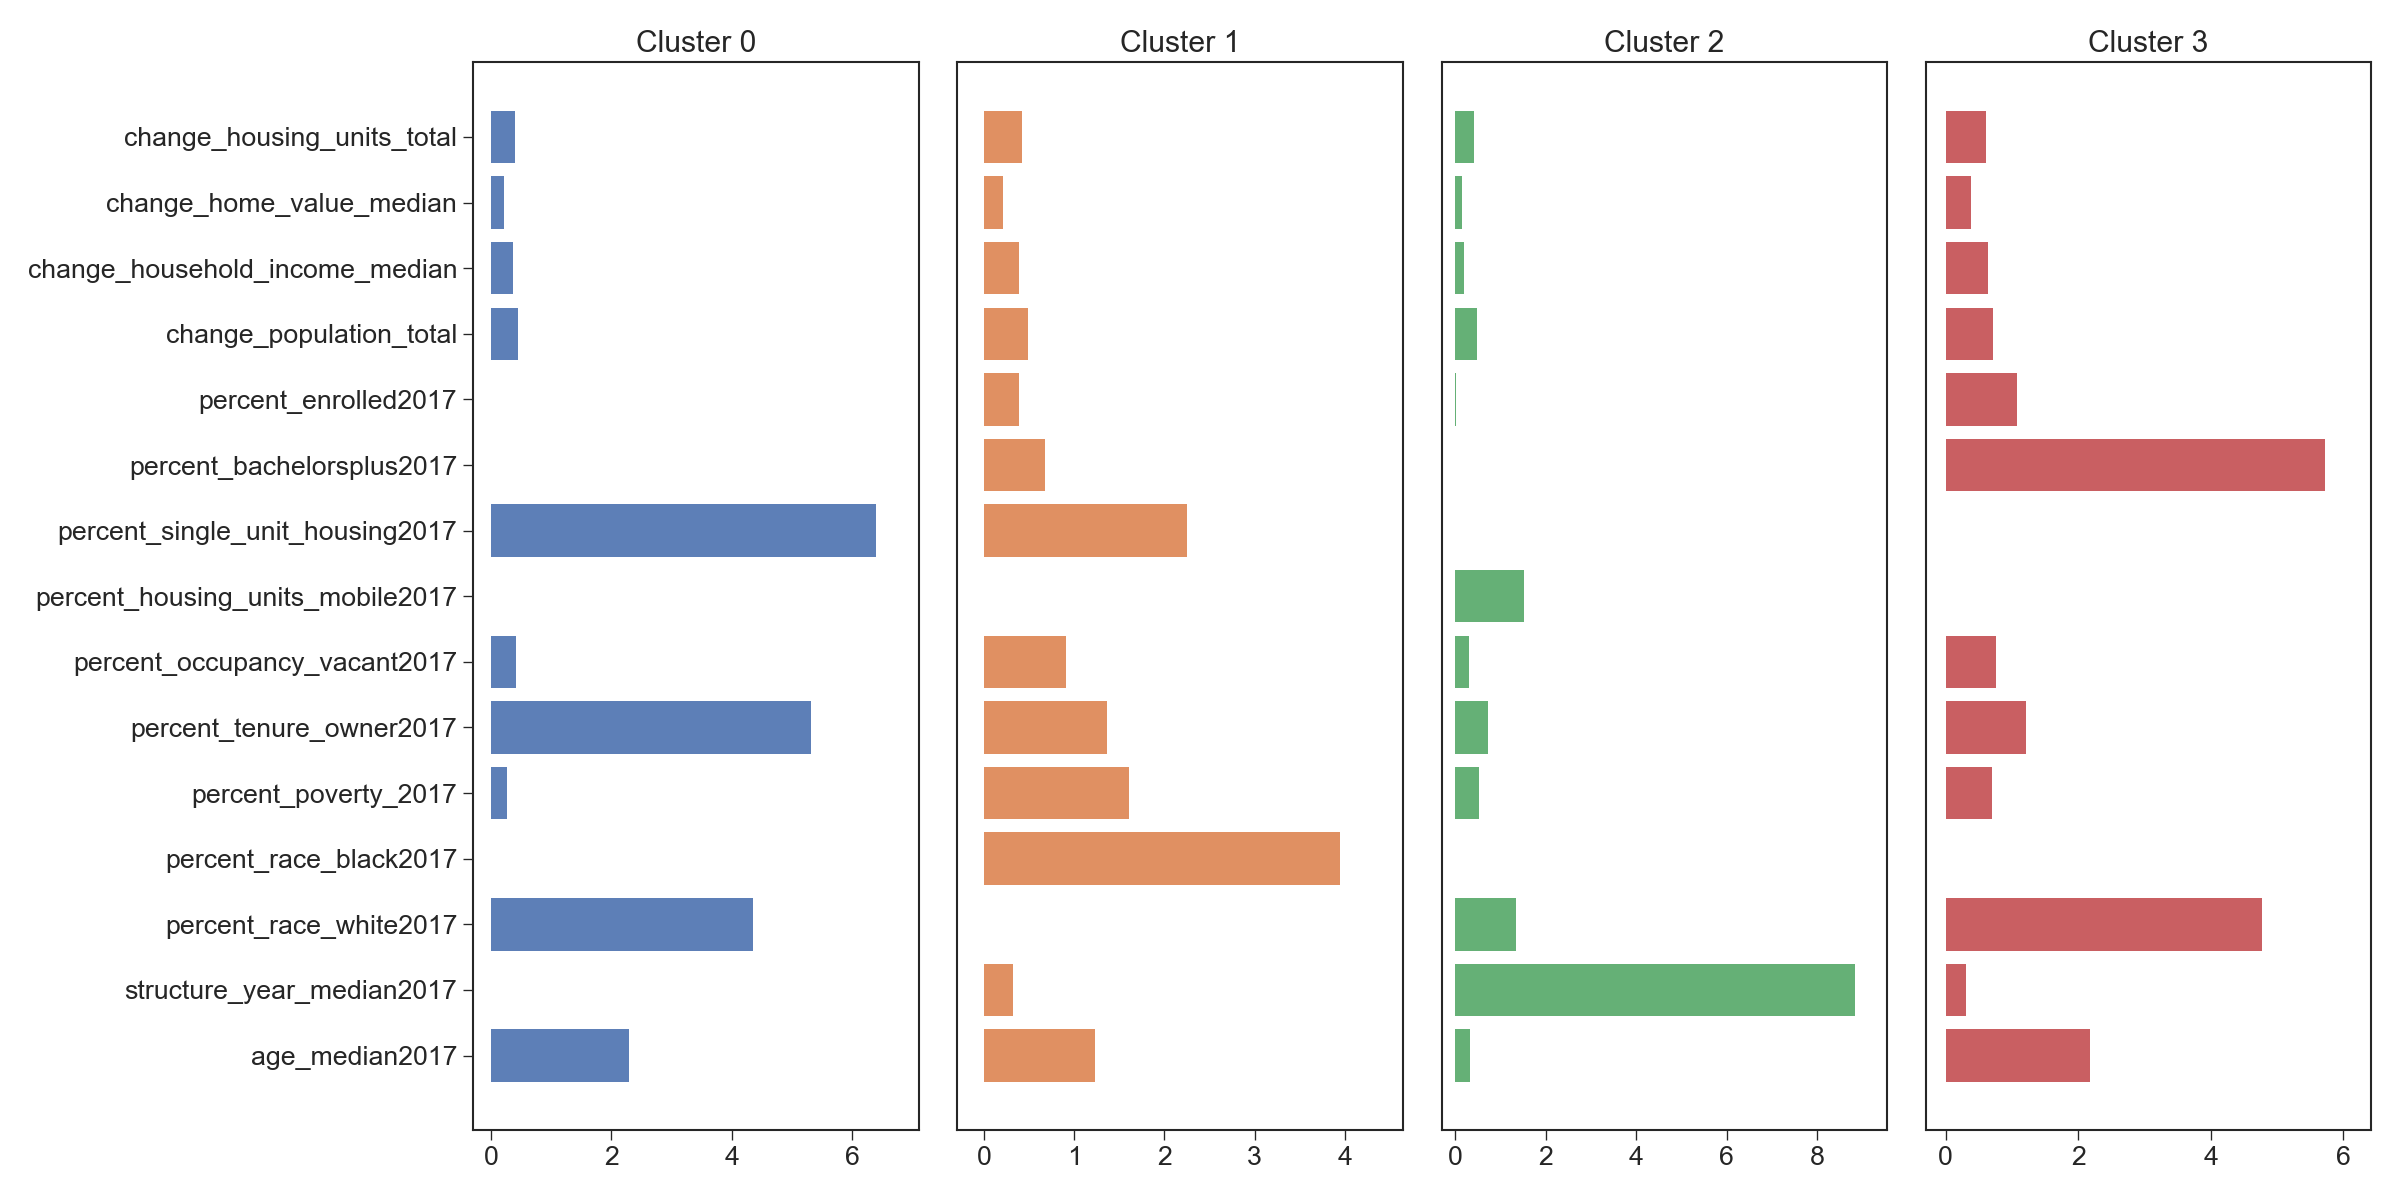 Cluster 0
Cluster 1
Cluster 2
Cluster 3
change_housing_units_total
change_home_value_median
change_household_income_median
change_population_total
percent_enrolled2017
percent_bachelorsplus2017
percent_single_unit_housing2017
percent_housing_units_mobile2017
percent_occupancy_vacant2017
percent_tenure_owner2017
percent_poverty_2017
percent_race_black2017
percent_race_white2017
structure_year_median2017
age_median2017
0 2 4 6
0 1 2 3 4
0 2 4 6 8
0 2 4 6